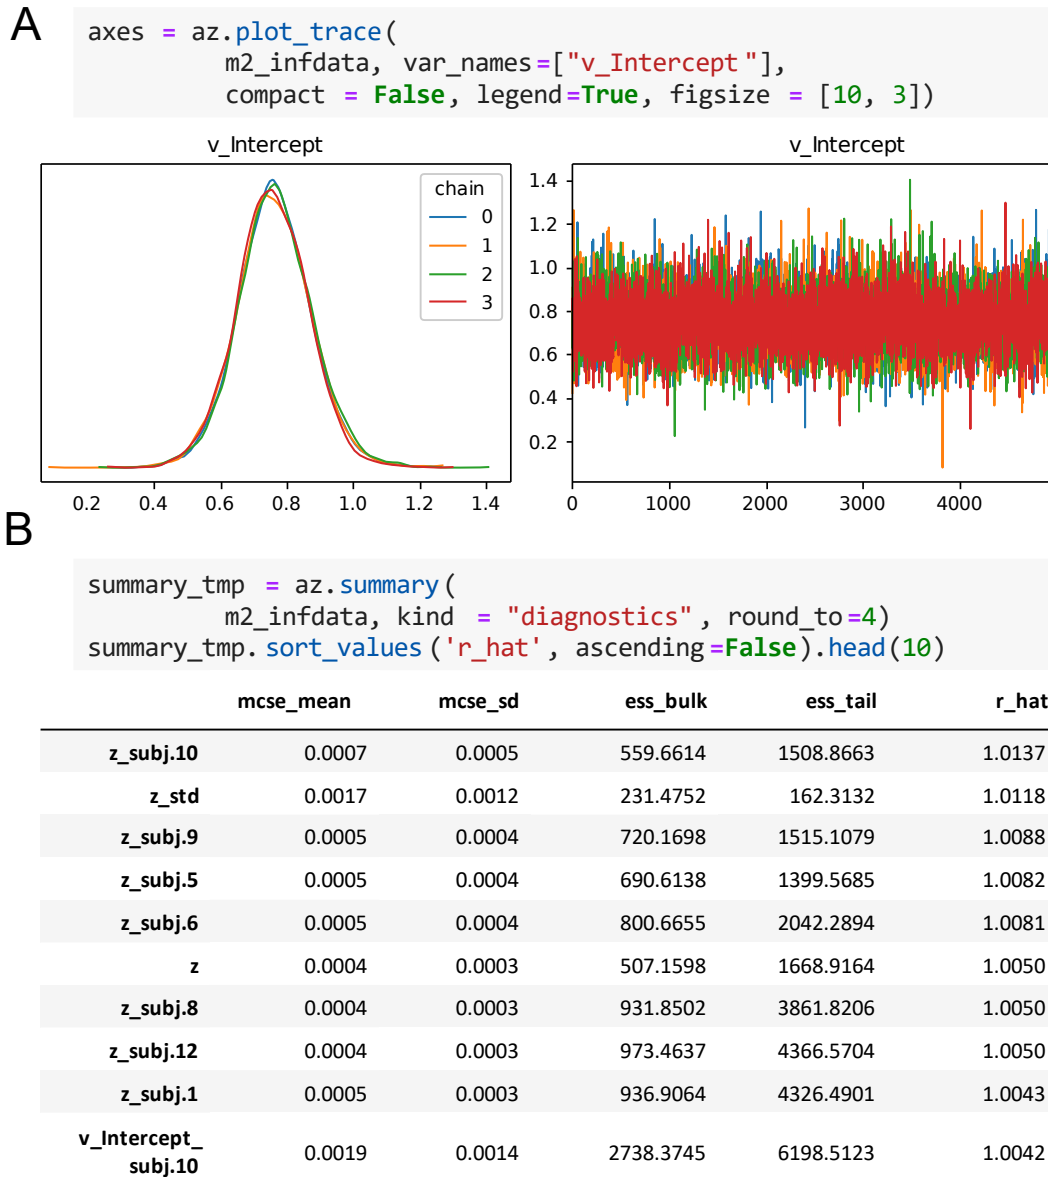 A
axes = az.plot_trace(
m2_infdata, var_names=["v_Intercept"],
compact = False, legend=True, figsize = [10, 3])
v_Intercept
v_Intercept
chain
0
1
2
3
0.2 0.4 0.6 0.8 1.0 1.2 1.4
1.4
1.2
1.0
0.8
0.6
0.4
0.2
0 1000 2000 3000 4000
B
summary_tmp = az.summary(
m2_infdata, kind = "diagnostics", round_to=4)
summary_tmp.sort_values('r_hat', ascending=False).head(10)
mcse_mean mcse_sd ess_bulk ess_tail r_hat
z_subj.10 0.0007 0.0005 559.6614 1508.8663 1.0137
z_std 0.0017 0.0012 231.4752 162.3132 1.0118
z_subj.9 0.0005 0.0004 720.1698 1515.1079 1.0088
z_subj.5 0.0005 0.0004 690.6138 1399.5685 1.0082
z_subj.6 0.0005 0.0004 800.6655 2042.2894 1.0081
z 0.0004 0.0003 507.1598 1668.9164 1.0050
z_subj.8 0.0004 0.0003 931.8502 3861.8206 1.0050
z_subj.12 0.0004 0.0003 973.4637 4366.5704 1.0050
z_subj.1 0.0005 0.0003 936.9064 4326.4901 1.0043
v_Intercept_
subj.10 0.0019 0.0014 2738.3745 6198.5123 1.0042